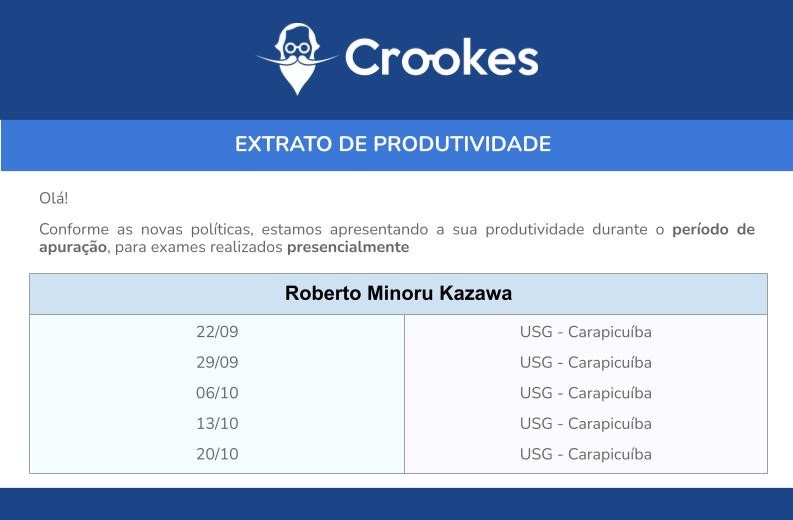 Crookes
EXTRATO DE PRODUTIVIDADE
Olá!
Conforme as novas políticas, estamos apresentando a sua produtividade durante o período de
apuração, para exames realizados presencialmente
Roberto Minoru Kazawa
22/09 USG - Carapicuíba
29/09 USG - Carapicuíba
06/10 USG - Carapicuíba
13/10 USG - Carapicuíba
20/10 USG - Carapicuíba